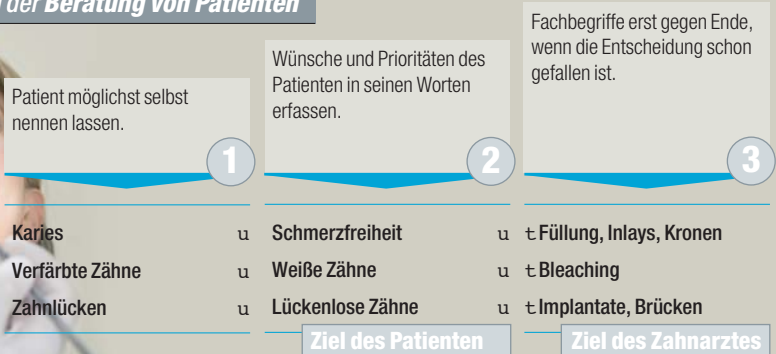 der Beratung von Patienten
Patient möglichst selbst
nennen lassen.
1
Wünsche und Prioritäten des
Patienten in seinen Worten
erfassen.
2
Fachbegriffe erst gegen Ende,
wenn die Entscheidung schon
gefallen ist.
3
Karies u Schmerzfreiheit u t Füllung, Inlays, Kronen
Verfärbte Zähne u Weiße Zähne u t Bleaching
Zahnlücken u Lückenlose Zähne u t Implantate, Brücken
Ziel des Patienten
Ziel des Zahnarztes